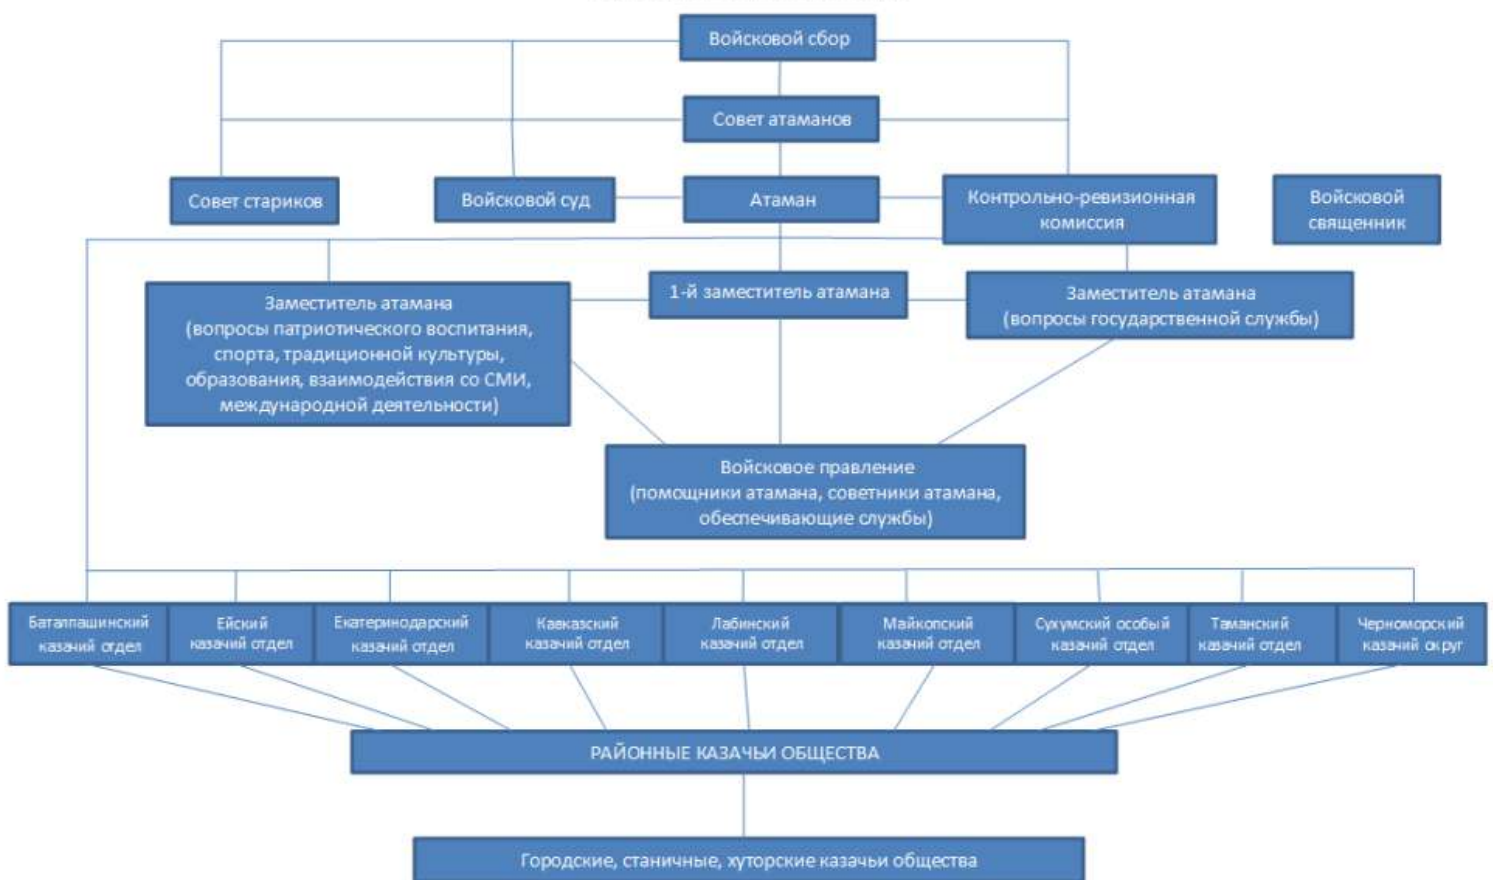 Войсковой сбор
Совет атаманов
Совет стариков
Войсковой суд
Атаман
Контрольно-ревизионная
комиссия
Войсковой
священник
Заместитель атамана
(вопросы патриотического воспитания,
спорта, традиционной культуры,
образования, взаимодействия со СМИ,
международной деятельности)
1-й заместитель атамана
Заместитель атамана
(вопросы государственной службы)
Войсковое правление
(помощники атамана, советники атамана,
обеспечивающие службы)
Баталпашинский
казачий отдел
Ейский
казачий отдел
Екатеринодарский
казачий отдел
Кавказский
казачий отдел
Лабинский
казачий отдел
Майкопский
казачий отдел
Сухумский особый
казачий отдел
Таманский
казачий отдел
Черноморский
казачий округ
РАЙОННЫЕ КАЗАЧЬИ ОБЩЕСТВА
Городские, станичные, хуторские казачьи общества